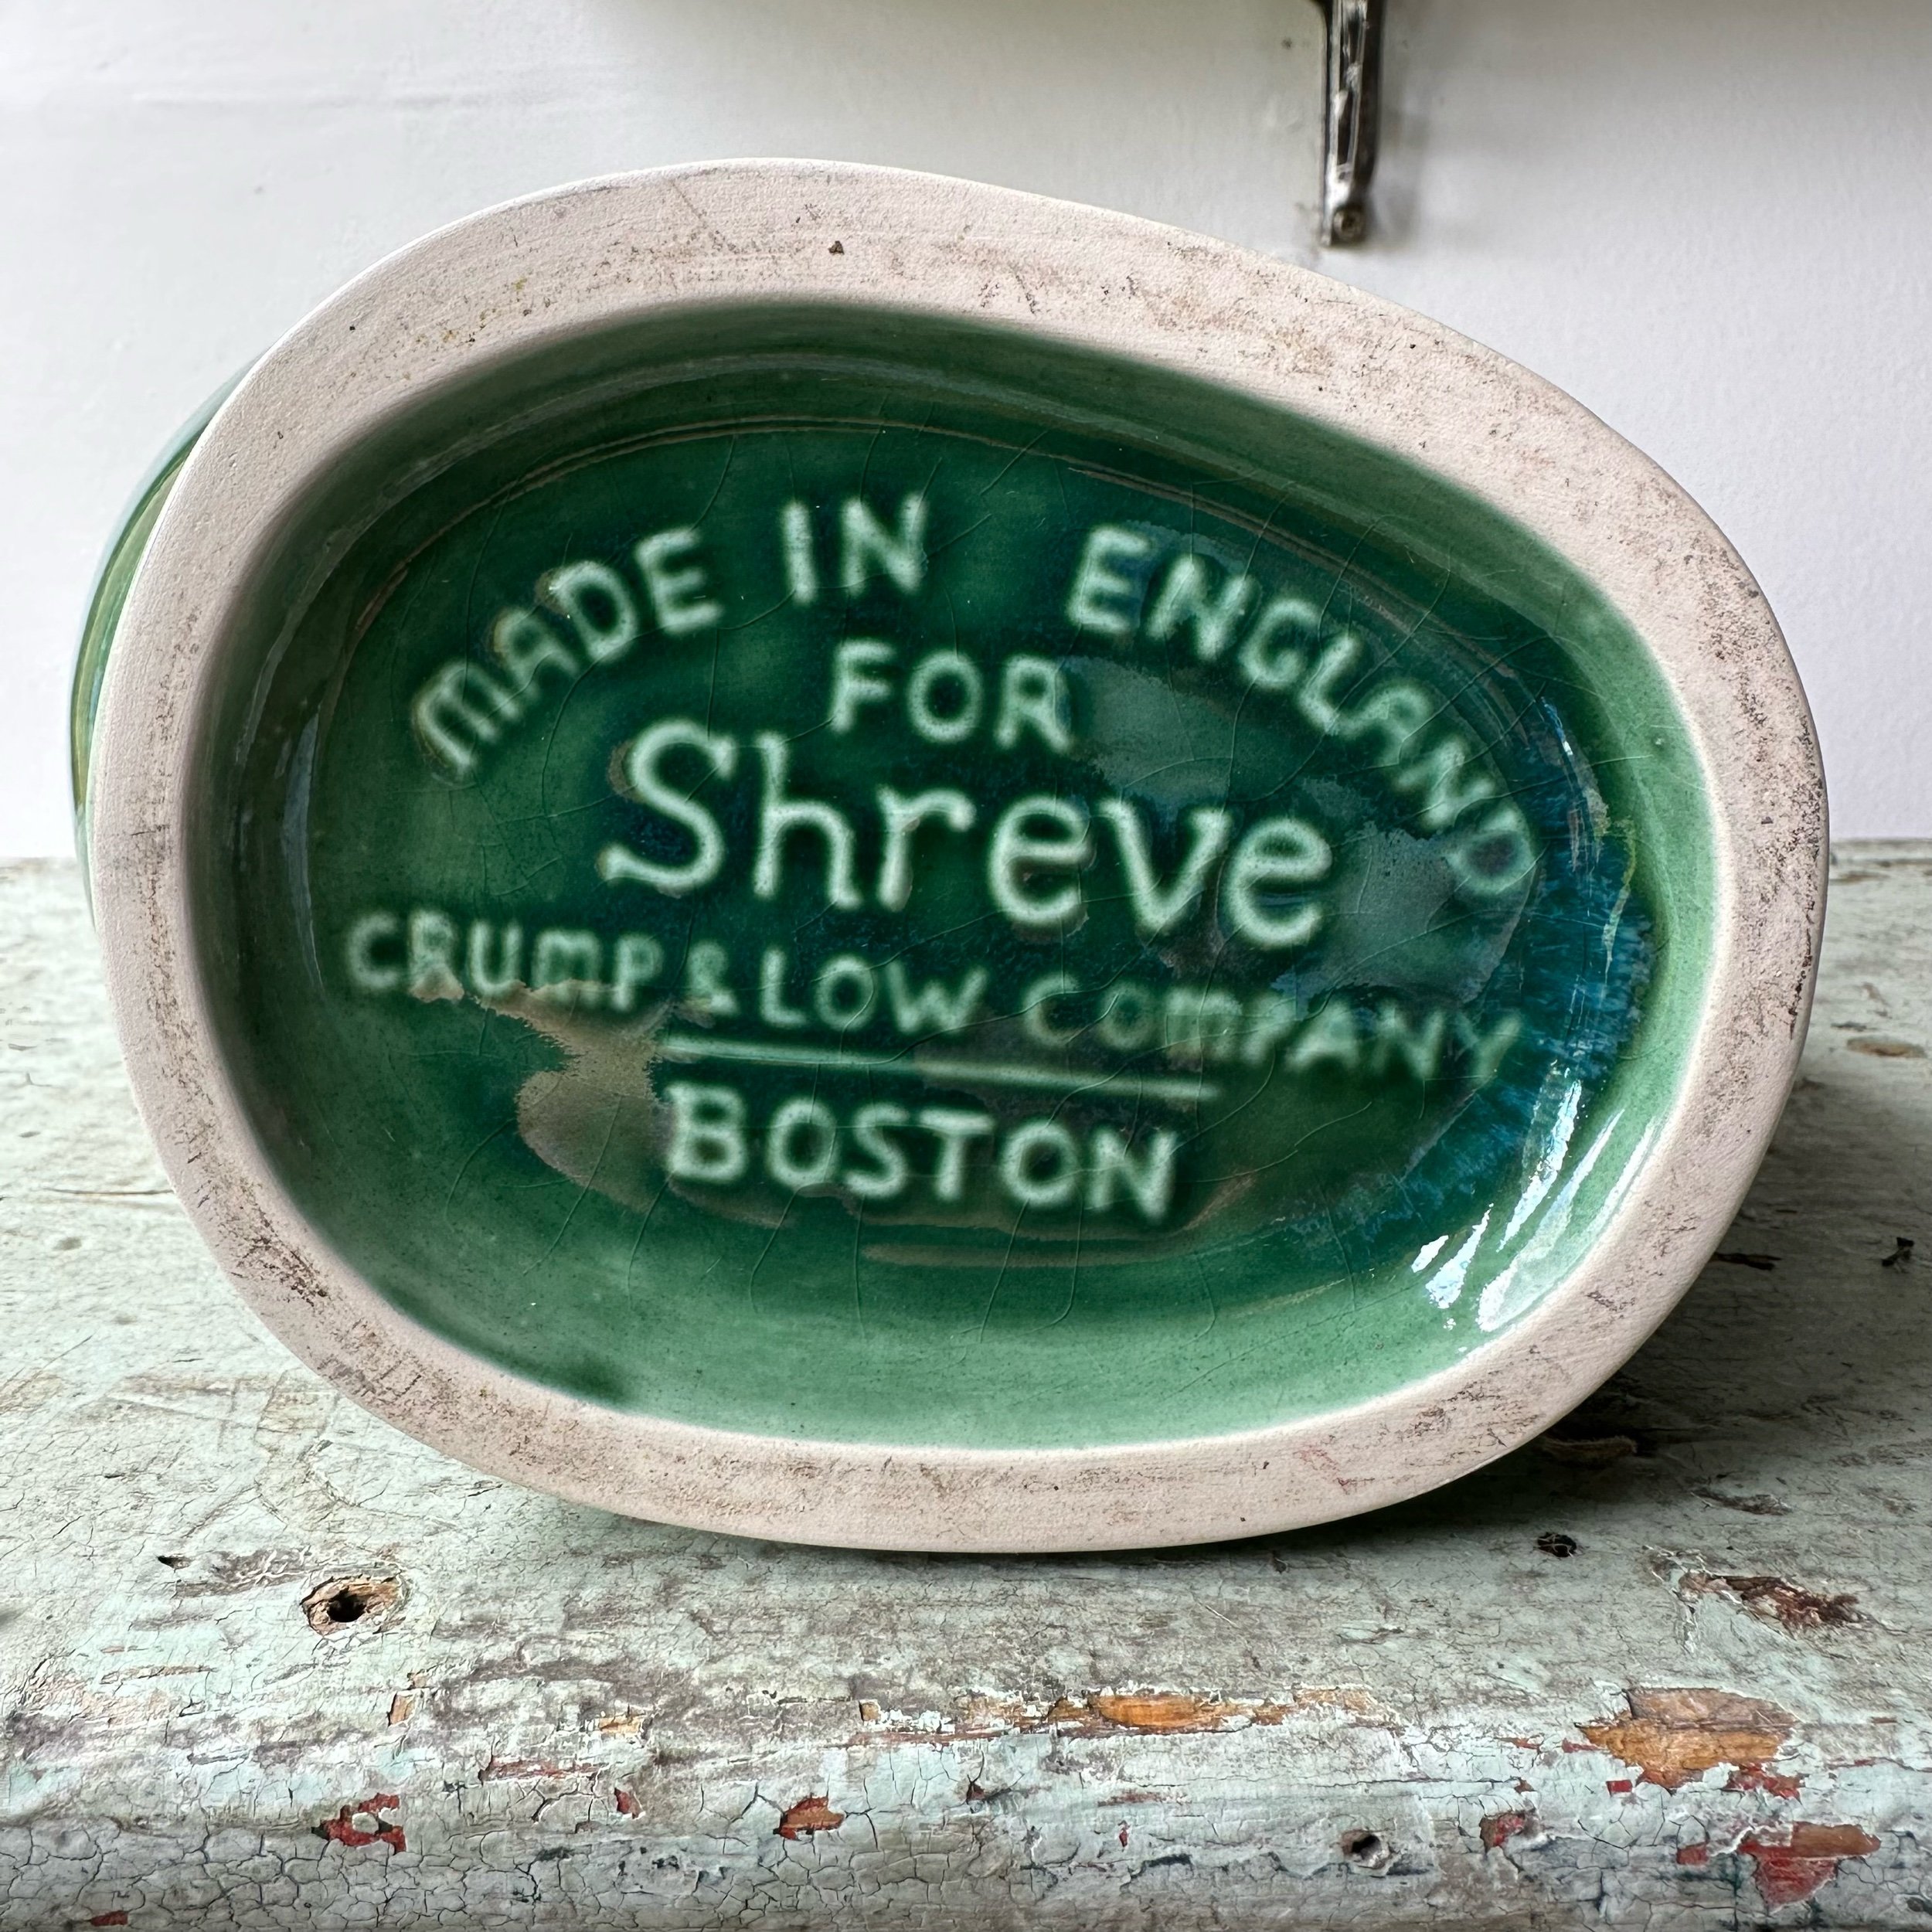 MADE IN ENGLAND
FOR
Shreve
CRUMP & LOW COMPANY
BOSTON